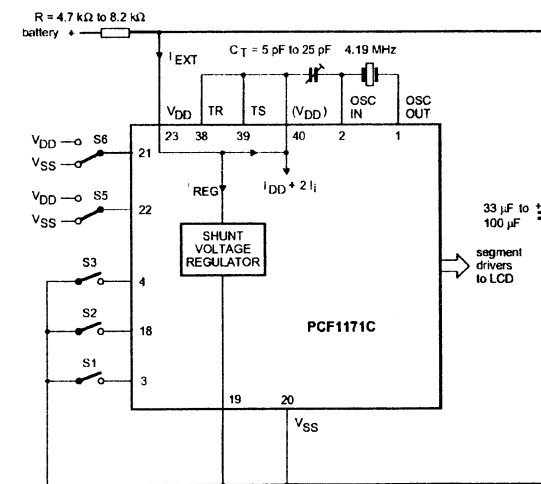 R = 4.7 kΩ to 8.2 kΩ
battery +
I EXT
C T = 5 pF to 25 pF
4.19 MHz
V DD
TR
TS
(V DD )
OSC IN
OSC OUT
23
38
39
40
2
1
V DD
S6
V SS
21
V DD
S5
V SS
22
I REG
I DD + 2 I i
SHUNT
VOLTAGE
REGULATOR
33 µF to +
100 µF
segment
drivers
to LCD
S3
4
S2
18
S1
3
PCF1171C
19
20
V SS